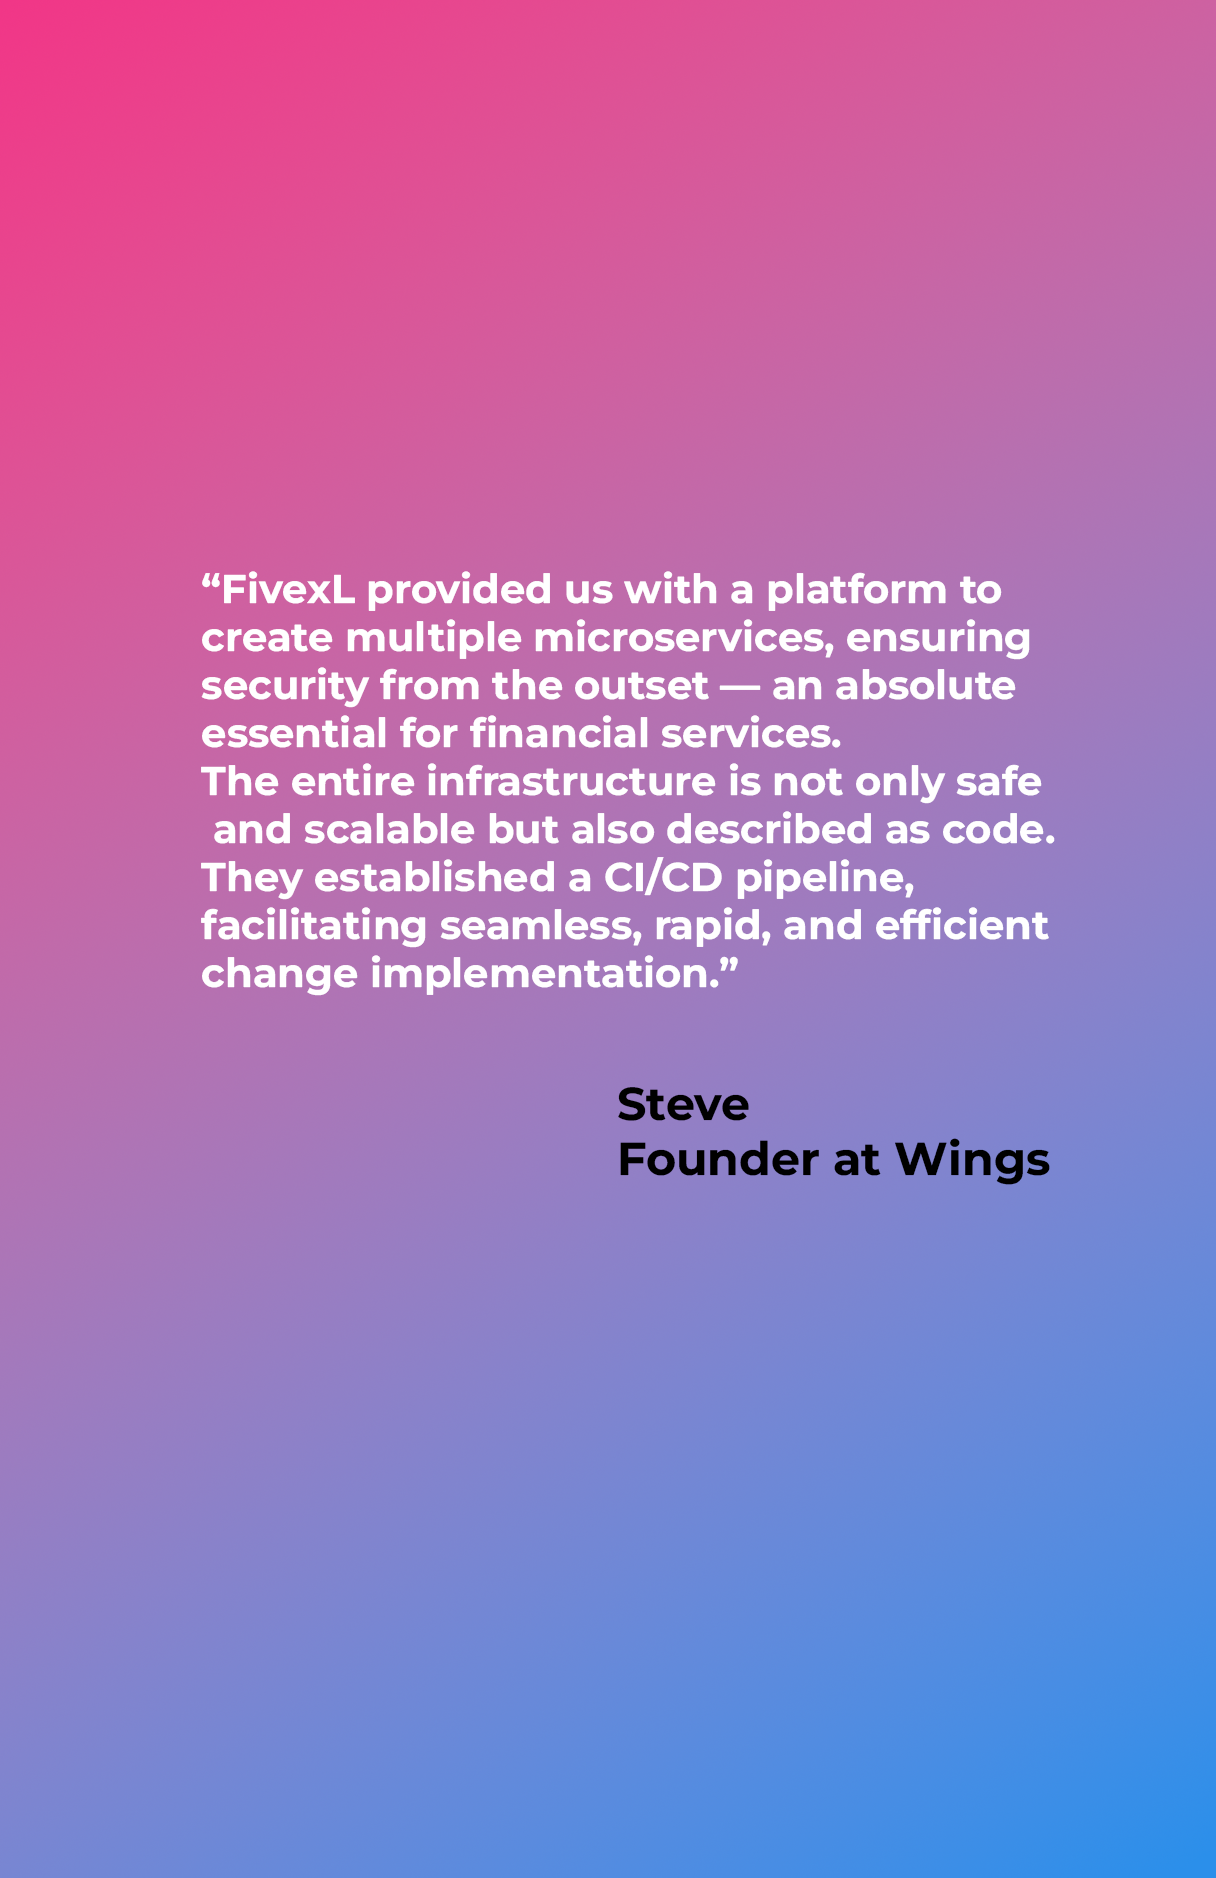 “FivexL provided us with a platform to
create multiple microservices, ensuring
security from the outset — an absolute
essential for financial services.
The entire infrastructure is not only safe
and scalable but also described as code.
They established a CI/CD pipeline,
facilitating seamless, rapid, and efficient
change implementation.”
Steve
Founder at Wings